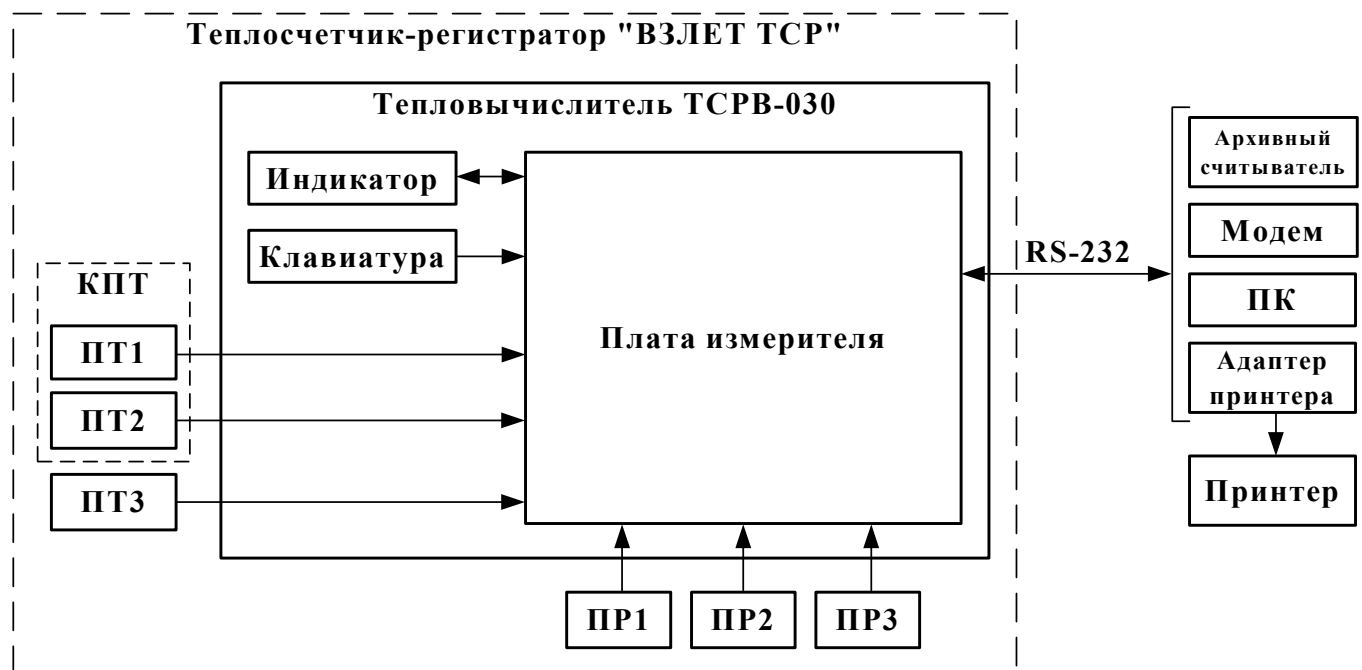 Теплосчетчик-регистратор "ВЗЛЕТ ТСР"
Тепловычислитель ТСРВ-030
Индикатор
Клавиатура
КПТ
ПТ1
ПТ2
ПТ3
Плата измерителя
ПР1
ПР2
ПР3
RS-232
Архивный
считыватель
Модем
ПК
Адаптер
принтера
Принтер